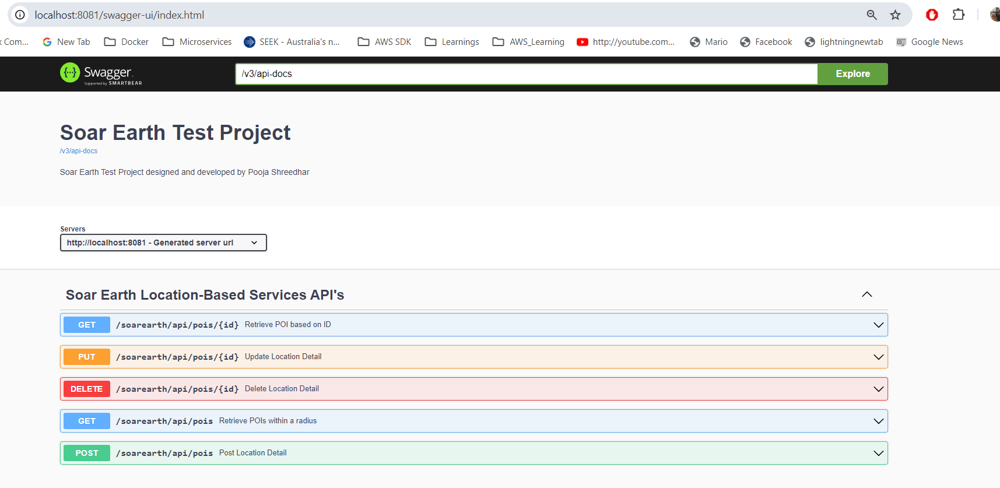 localhost:8081/swagger-ui/index.html
x Com... New Tab Docker Microservices SEEK - Australia's n... AWS SDK Learnings AWS_Learning http://youtube.com... Mario Facebook lightningnewtab Google News
Swagger
Supported by SMARTBEAR
/v3/api-docs Explore
Soar Earth Test Project
/v3/api-docs
Soar Earth Test Project designed and developed by Pooja Shreedhar
Servers
http://localhost:8081 - Generated server url
Soar Earth Location-Based Services API's
GET /soarearth/api/pois/{id} Retrieve POI based on ID
PUT /soarearth/api/pois/{id} Update Location Detail
DELETE /soarearth/api/pois/{id} Delete Location Detail
GET /soarearth/api/pois Retrieve POIs within a radius
POST /soarearth/api/pois Post Location Detail